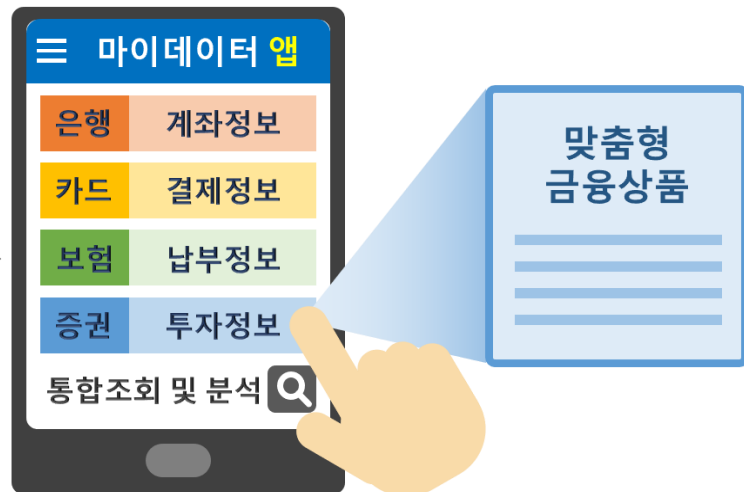 마이데이터 앱
은행 계좌정보
카드 결제정보
보험 납부정보
증권 투자정보
통합조회 및 분석
맞춤형
금융상품